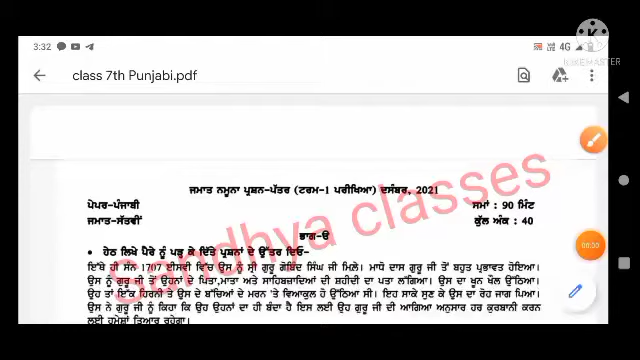 3:32 4G
KINEMASTER
class 7th Punjabi.pdf
Sandhya classes
ਜਮਾਤ ਨਮੂਨਾ ਪ੍ਰਸ਼ਨ-ਪੱਤਰ (ਟਰਮ-1 ਪਰੀਖਿਆ) ਦਸੰਬਰ, 2021
ਪੇਪਰ-ਪੰਜਾਬੀ ਸਮਾਂ : 90 ਮਿੰਟ
ਜਮਾਤ-ਸੱਤਵੀਂ ਕੁੱਲ ਅੰਕ : 40
ਭਾਗ-ੳ
• ਹੇਠ ਲਿਖੇ ਪੈਰੇ ਨੂੰ ਪੜ੍ਹ ਕੇ ਦਿੱਤੇ ਪ੍ਰਸ਼ਨਾਂ ਦੇ ਉੱਤਰ ਦਿਓ-
ਇੱਥੇ ਹੀ ਸੰਨ 1707 ਈਸਵੀ ਵਿੱਚ ਉਸ ਨੂੰ ਸ੍ਰੀ ਗੁਰੂ ਗੋਬਿੰਦ ਸਿੰਘ ਜੀ ਮਿਲੇ। ਮਾਧੋ ਦਾਸ ਗੁਰੂ ਜੀ ਤੋਂ ਬਹੁਤ ਪ੍ਰਭਾਵਤ ਹੋਇਆ।
ਉਸ ਨੂੰ ਗੁਰੂ ਜੀ ਤੋਂ ਉਹਨਾਂ ਦੇ ਪਿਤਾ,ਮਾਤਾ ਅਤੇ ਸਾਹਿਬਜ਼ਾਦਿਆਂ ਦੀ ਸ਼ਹੀਦੀ ਦਾ ਪਤਾ ਲੱਗਿਆ। ਉਸ ਦਾ ਖੂਨ ਖੌਲ ਉੱਠਿਆ।
ਉਹ ਤਾਂ ਇੱਕ ਹਿਰਨੀ ਤੇ ਉਸ ਦੇ ਬੱਚਿਆਂ ਦੇ ਮਰਨ 'ਤੇ ਵਿਆਕੁਲ ਹੋ ਉੱਠਿਆ ਸੀ। ਇਹ ਸਾਕੇ ਸੁਣ ਕੇ ਉਸ ਦਾ ਰੋਹ ਜਾਗ ਪਿਆ।
ਉਸ ਨੇ ਗੁਰੂ ਜੀ ਨੂੰ ਕਿਹਾ ਕਿ ਉਹ ਉਹਨਾਂ ਦਾ ਹੀ ਬੰਦਾ ਹੈ ਇਸ ਲਈ ਉਹ ਗੁਰੂ ਜੀ ਦੀ ਆਗਿਆ ਅਨੁਸਾਰ ਹਰ ਕੁਰਬਾਨੀ ਕਰਨ
ਲਈ ਹਮੇਸ਼ਾਂ ਤਿਆਰ ਰਹੇਗਾ।